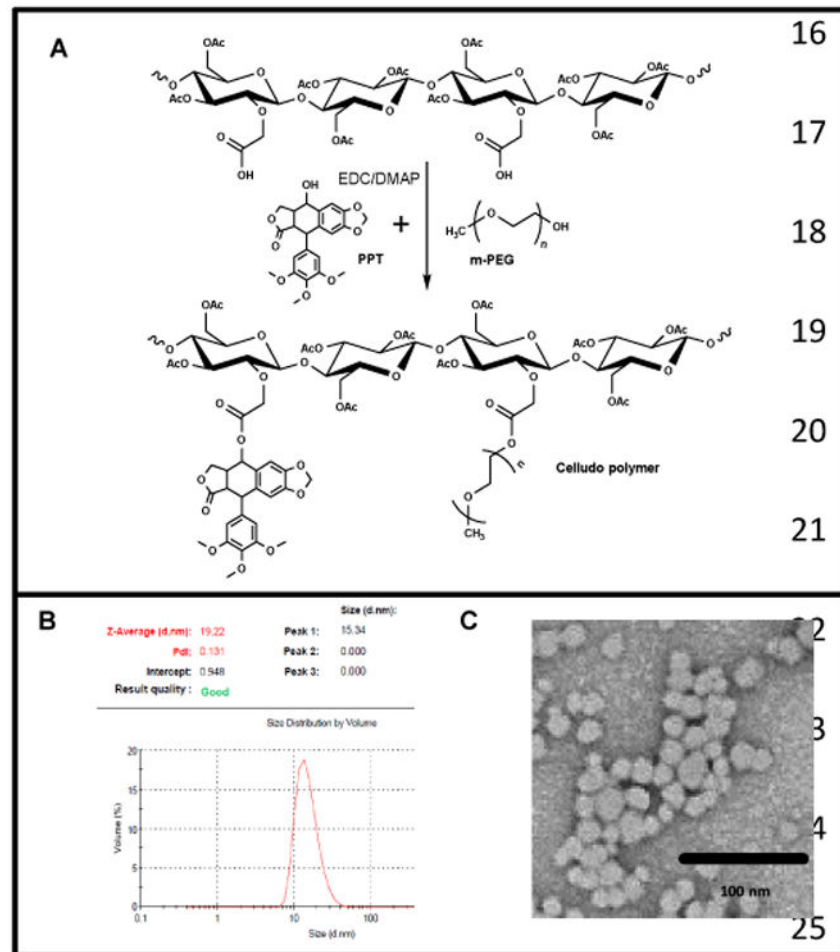 A
16
OAc
OAc
O
O
AcO
OAc
O
O
AcO
O
AcO
O
O
AcO
O
OAc
OAc
17
O
OH
O
OH
EDC/DMAP
OH
O
O
O
O
PPT
+
H₃C
O
OH
n
m-PEG
18
O
O
O
OAc
OAc
19
O
O
AcO
OAc
O
O
AcO
OAc
O
AcO
O
O
AcO
O
OAc
OAc
O
O
O
O
n
20
O
O
O
O
O
Celludo polymer
CH₃
21
O
O
O
B
Size (d.nm):
Z-Average (d.nm): 19.22 Peak 1: 15.34
PdI: 0.131 Peak 2: 0.000
Intercept: 0.948 Peak 3: 0.000
Result quality : Good
Size Distribution by Volume
Volume (%)
20
15
10
5
0
0.1 1 10 100
Size (d.nm)
C
100 nm
25